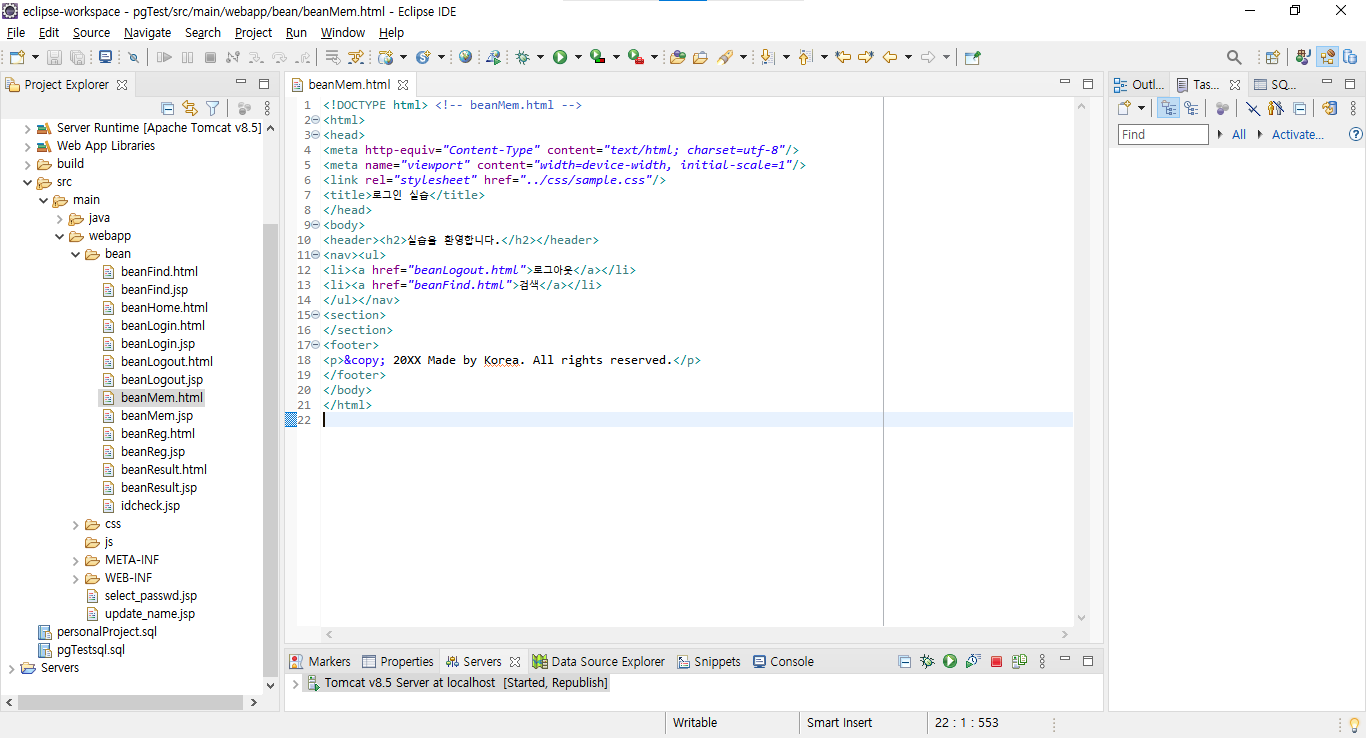 eclipse-workspace - pgTest/src/main/webapp/bean/beanMem.html - Eclipse IDE
File Edit Source Navigate Search Project Run Window Help
Project Explorer
Server Runtime [Apache Tomcat v8.5]
Web App Libraries
build
src
main
java
webapp
bean
beanFind.html
beanFind.jsp
beanHome.html
beanLogin.html
beanLogin.jsp
beanLogout.html
beanLogout.jsp
beanMem.html
beanMem.jsp
beanReg.html
beanReg.jsp
beanResult.html
beanResult.jsp
idcheck.jsp
css
js
META-INF
WEB-INF
select_passwd.jsp
update_name.jsp
personalProject.sql
pgTestsql.sql
Servers
beanMem.html
1 <!DOCTYPE html> <!-- beanMem.html -->
2 <html>
3 <head>
4 <meta http-equiv="Content-Type" content="text/html; charset=utf-8"/>
5 <meta name="viewport" content="width=device-width, initial-scale=1"/>
6 <link rel="stylesheet" href="../css/sample.css"/>
7 <title>로그인 실습</title>
8 </head>
9 <body>
10 <header><h2>실습을 환영합니다.</h2></header>
11 <nav><ul>
12 <li><a href="beanLogout.html">로그아웃</a></li>
13 <li><a href="beanFind.html">검색</a></li>
14 </ul></nav>
15 <section>
16 </section>
17 <footer>
18 <p>&copy; 20XX Made by Korea. All rights reserved.</p>
19 </footer>
20 </body>
21 </html>
22
Outl... Tas... SQ...
Find All Activate...
Markers Properties Servers Data Source Explorer Snippets Console
Tomcat v8.5 Server at localhost [Started, Republish]
Writable Smart Insert 22 : 1 : 553